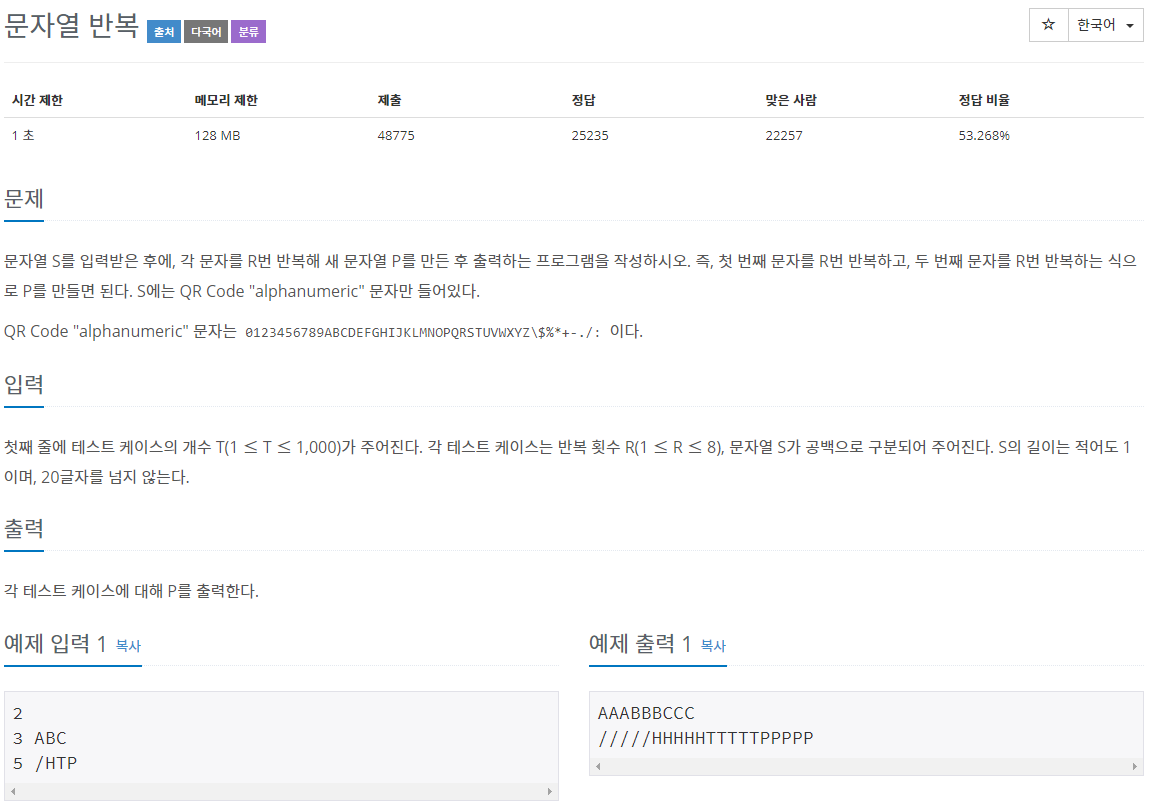 문자열 반복 출처 다국어 분류 ☆ 한국어
시간 제한 메모리 제한 제출 정답 맞은 사람 정답 비율
1 초 128 MB 48775 25235 22257 53.268%
문제
문자열 S를 입력받은 후에, 각 문자를 R번 반복해 새 문자열 P를 만든 후 출력하는 프로그램을 작성하시오. 즉, 첫 번째 문자를 R번 반복하고, 두 번째 문자를 R번 반복하는 식으
로 P를 만들면 된다. S에는 QR Code "alphanumeric" 문자만 들어있다.
QR Code "alphanumeric" 문자는 0123456789ABCDEFGHIJKLMNOPQRSTUVWXYZ\$%*+-./: 이다.
입력
첫째 줄에 테스트 케이스의 개수 T(1 ≤ T ≤ 1,000)가 주어진다. 각 테스트 케이스는 반복 횟수 R(1 ≤ R ≤ 8), 문자열 S가 공백으로 구분되어 주어진다. S의 길이는 적어도 1
이며, 20글자를 넘지 않는다.
출력
각 테스트 케이스에 대해 P를 출력한다.
예제 입력 1 복사
2
3 ABC
5 /HTP
예제 출력 1 복사
AAABBBCCC
/////HHHHHTTTTTPPPPP